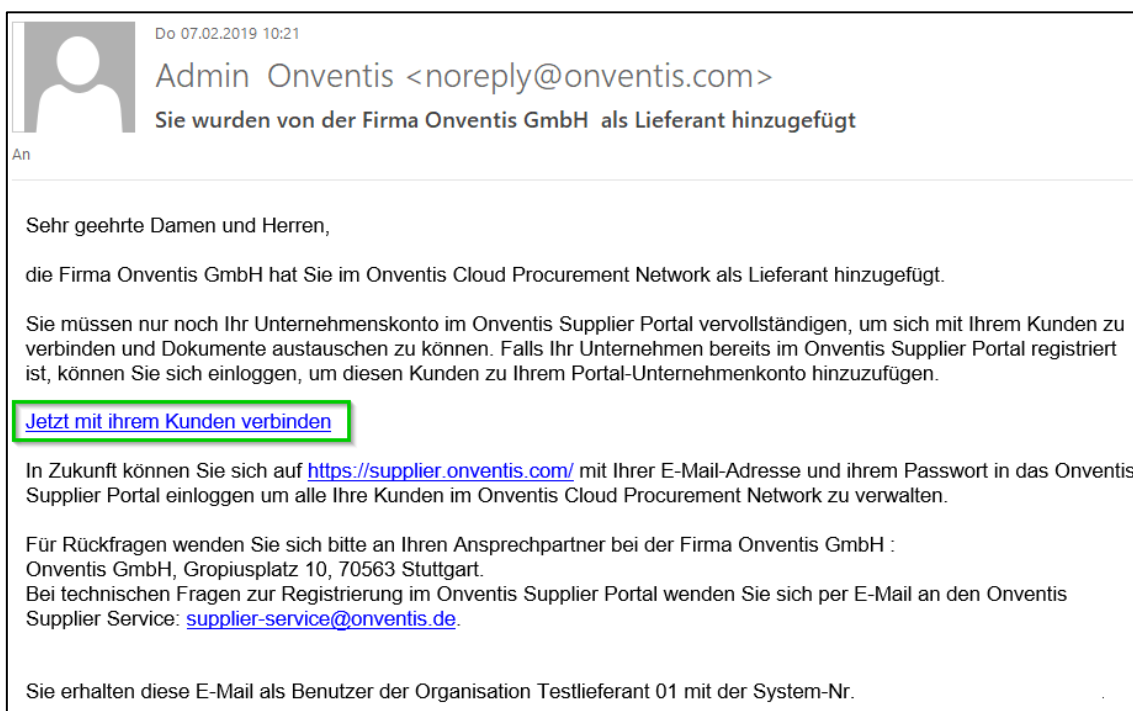 Do 07.02.2019 10:21
Admin Onventis <noreply@onventis.com>
Sie wurden von der Firma Onventis GmbH als Lieferant hinzugefügt
An
Sehr geehrte Damen und Herren,
die Firma Onventis GmbH hat Sie im Onventis Cloud Procurement Network als Lieferant hinzugefügt.
Sie müssen nur noch Ihr Unternehmenskonto im Onventis Supplier Portal vervollständigen, um sich mit Ihrem Kunden zu
verbinden und Dokumente austauschen zu können. Falls Ihr Unternehmen bereits im Onventis Supplier Portal registriert
ist, können Sie sich einloggen, um diesen Kunden zu Ihrem Portal-Unternehmenkonto hinzuzufügen.
Jetzt mit ihrem Kunden verbinden
In Zukunft können Sie sich auf https://supplier.onventis.com/ mit Ihrer E-Mail-Adresse und ihrem Passwort in das Onventis
Supplier Portal einloggen um alle Ihre Kunden im Onventis Cloud Procurement Network zu verwalten.
Für Rückfragen wenden Sie sich bitte an Ihren Ansprechpartner bei der Firma Onventis GmbH :
Onventis GmbH, Gropiusplatz 10, 70563 Stuttgart.
Bei technischen Fragen zur Registrierung im Onventis Supplier Portal wenden Sie sich per E-Mail an den Onventis
Supplier Service: supplier-service@onventis.de.
Sie erhalten diese E-Mail als Benutzer der Organisation Testlieferant 01 mit der System-Nr. .